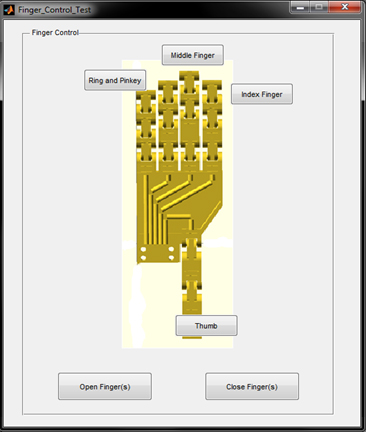 Finger_Control_Test
Finger Control
Middle Finger
Ring and Pinkey
Index Finger
Thumb
Open Finger(s)
Close Finger(s)